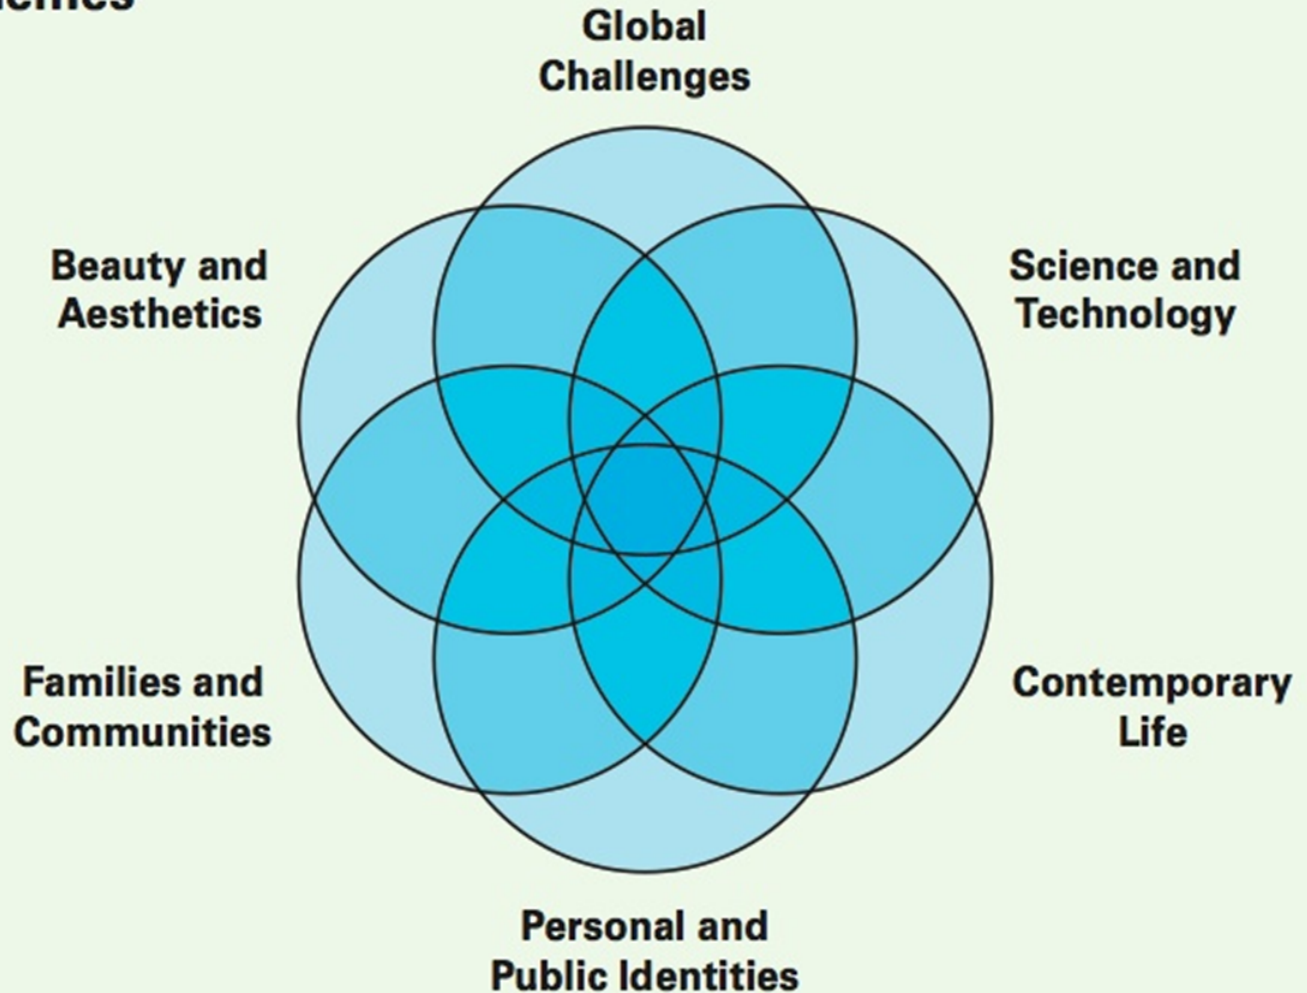 Global
Challenges
Beauty and
Aesthetics
Science and
Technology
Families and
Communities
Contemporary
Life
Personal and
Public Identities